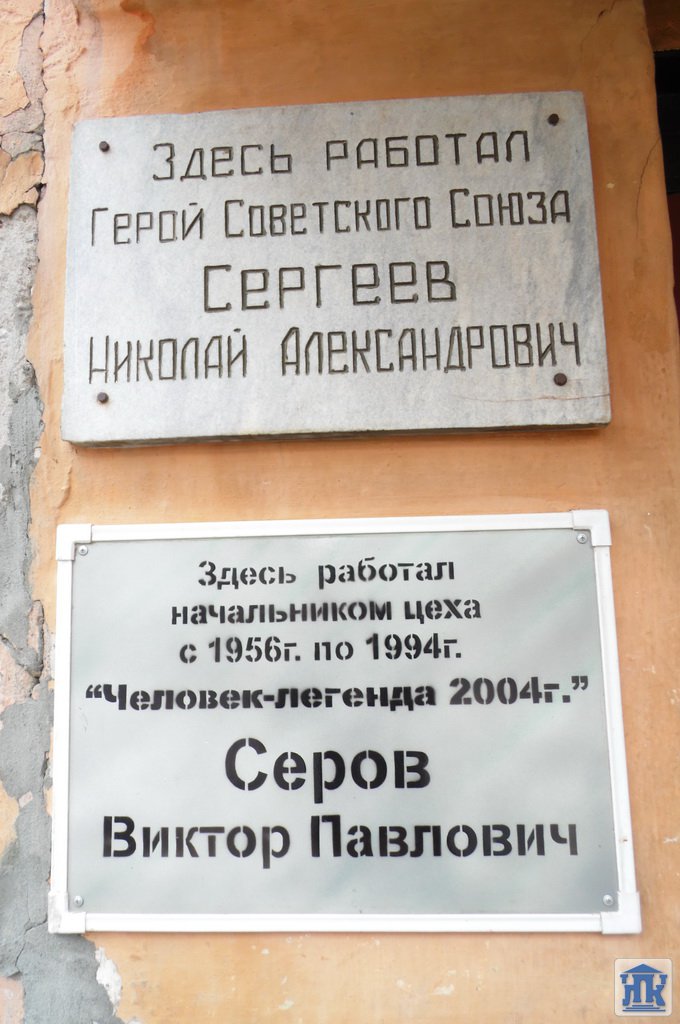 Здесь работал
Герой Советского Союза
Сергеев
Николай Александрович
Здесь работал
начальником цеха
с 1956г. по 1994г.
“Человек-легенда 2004г.”
Серов
Виктор Павлович
НК